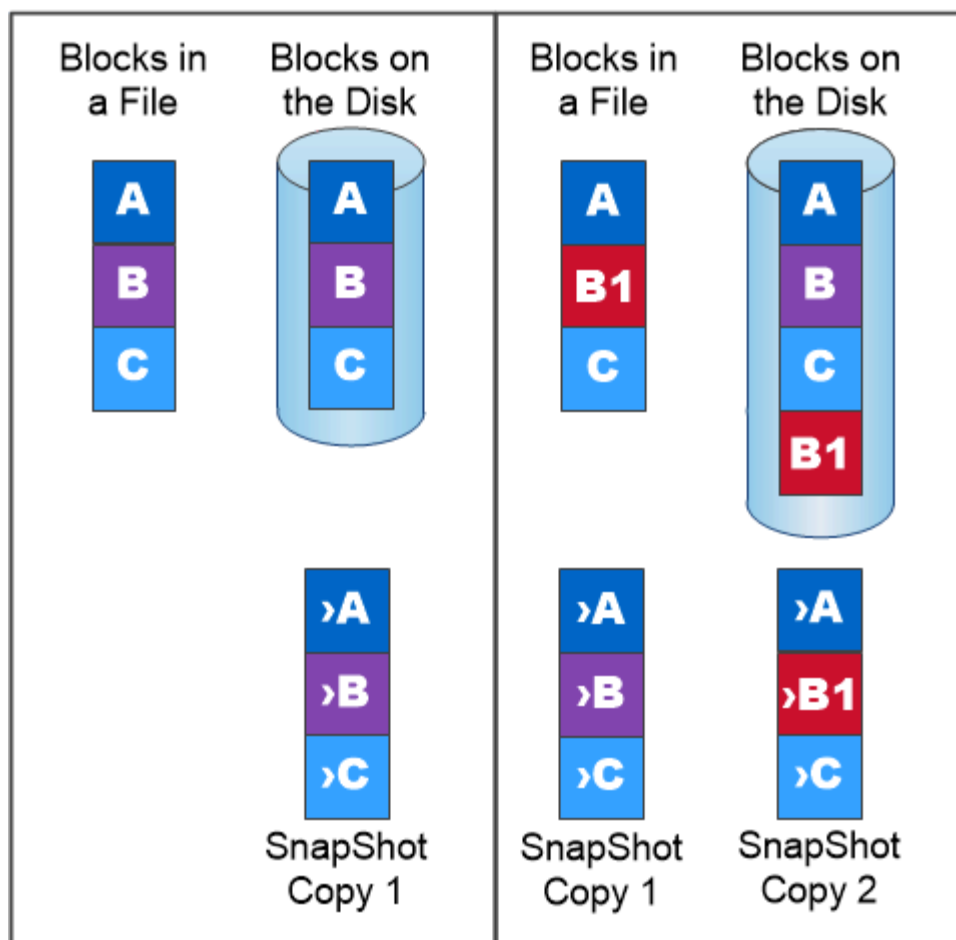 Blocks in
a File
Blocks on
the Disk
A
B
C
A
B
C
›A
›B
›C
SnapShot
Copy 1
Blocks in
a File
Blocks on
the Disk
A
B1
C
A
B
C
B1
›A
›B
›C
SnapShot
Copy 1
›A
›B1
›C
SnapShot
Copy 2